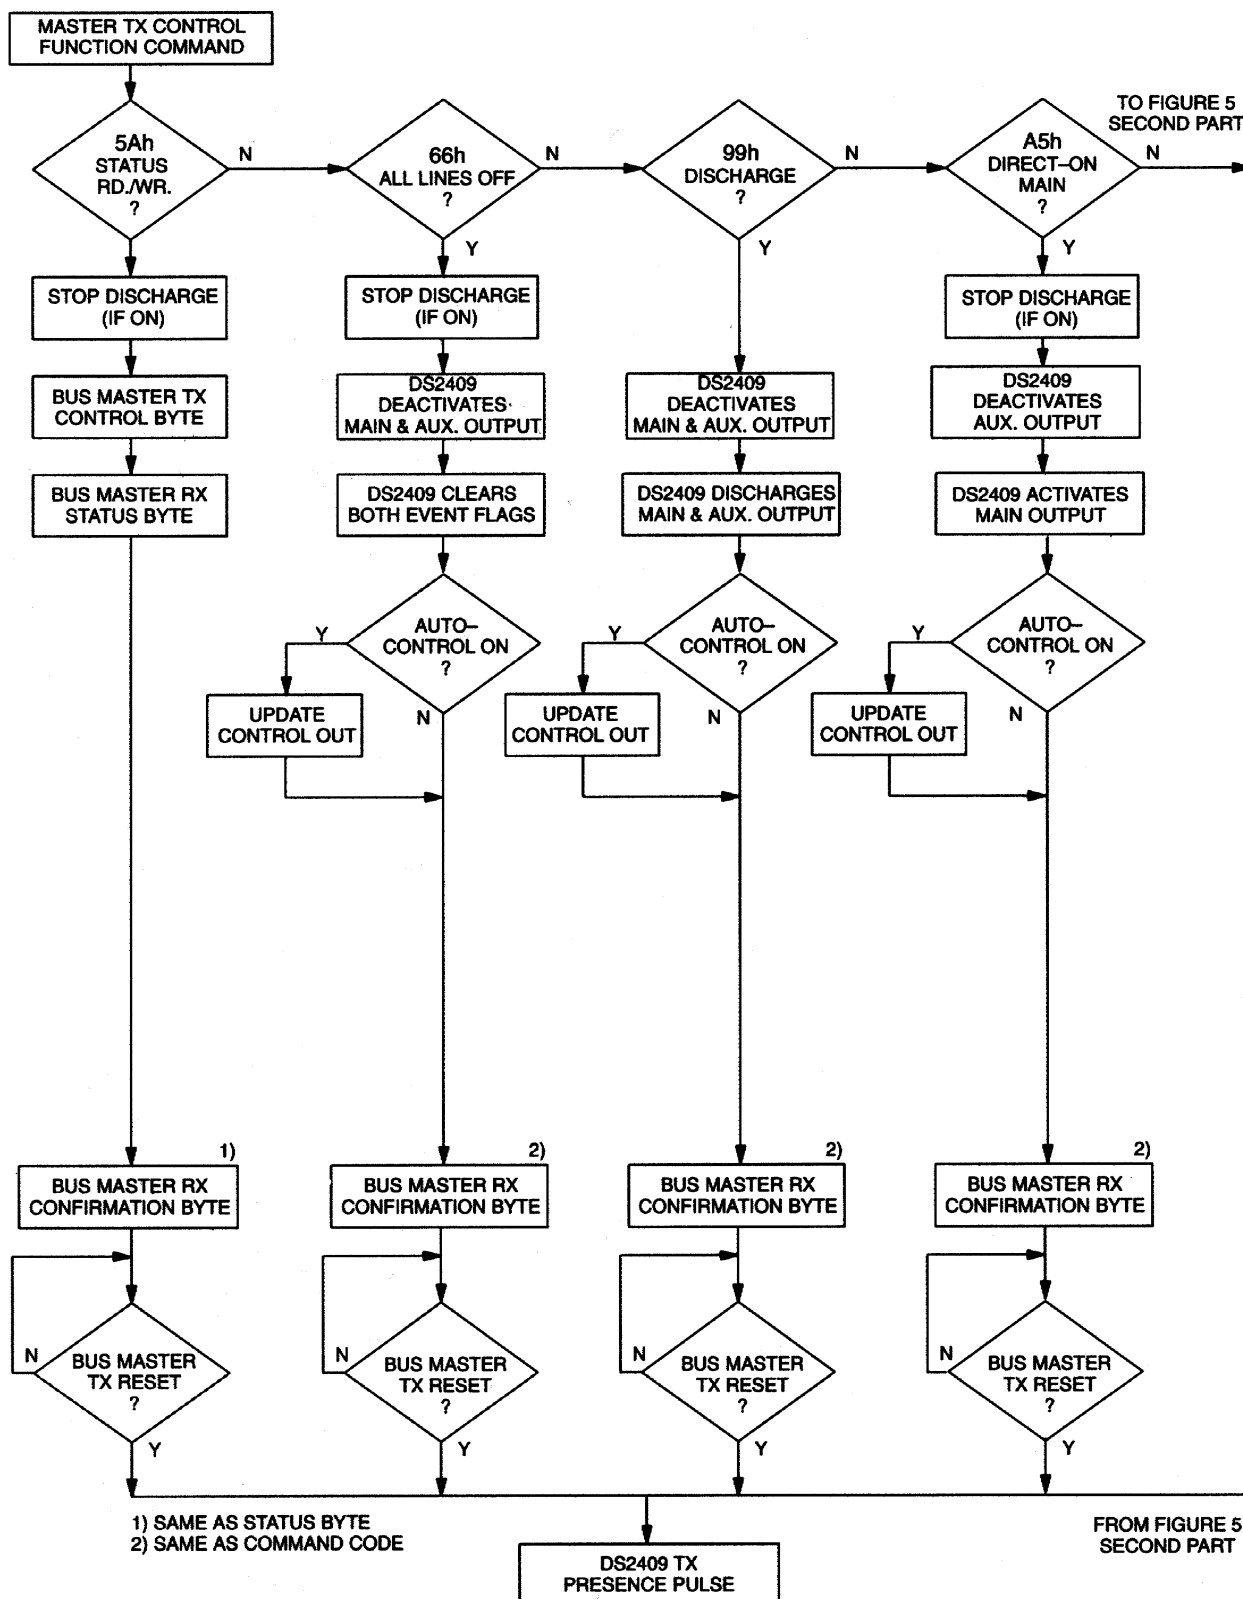 MASTER TX CONTROL
FUNCTION COMMAND
TO FIGURE 5
SECOND PART
5Ah
STATUS
RD./WR.
?
N
66h
ALL LINES OFF
?
N
99h
DISCHARGE
?
N
A5h
DIRECT–ON
MAIN
?
N
Y
Y
Y
STOP DISCHARGE
(IF ON)
STOP DISCHARGE
(IF ON)
STOP DISCHARGE
(IF ON)
BUS MASTER TX
CONTROL BYTE
DS2409
DEACTIVATES
MAIN & AUX. OUTPUT
DS2409
DEACTIVATES
MAIN & AUX. OUTPUT
DS2409
DEACTIVATES
AUX. OUTPUT
BUS MASTER RX
STATUS BYTE
DS2409 CLEARS
BOTH EVENT FLAGS
DS2409 DISCHARGES
MAIN & AUX. OUTPUT
DS2409 ACTIVATES
MAIN OUTPUT
Y
AUTO–
CONTROL ON
?
Y
AUTO–
CONTROL ON
?
Y
AUTO–
CONTROL ON
?
UPDATE
CONTROL OUT
N
UPDATE
CONTROL OUT
N
UPDATE
CONTROL OUT
N
1)
2)
2)
2)
BUS MASTER RX
CONFIRMATION BYTE
BUS MASTER RX
CONFIRMATION BYTE
BUS MASTER RX
CONFIRMATION BYTE
BUS MASTER RX
CONFIRMATION BYTE
N
BUS MASTER
TX RESET
?
N
BUS MASTER
TX RESET
?
N
BUS MASTER
TX RESET
?
N
BUS MASTER
TX RESET
?
Y
Y
Y
Y
1) SAME AS STATUS BYTE
2) SAME AS COMMAND CODE
FROM FIGURE 5
SECOND PART
DS2409 TX
PRESENCE PULSE